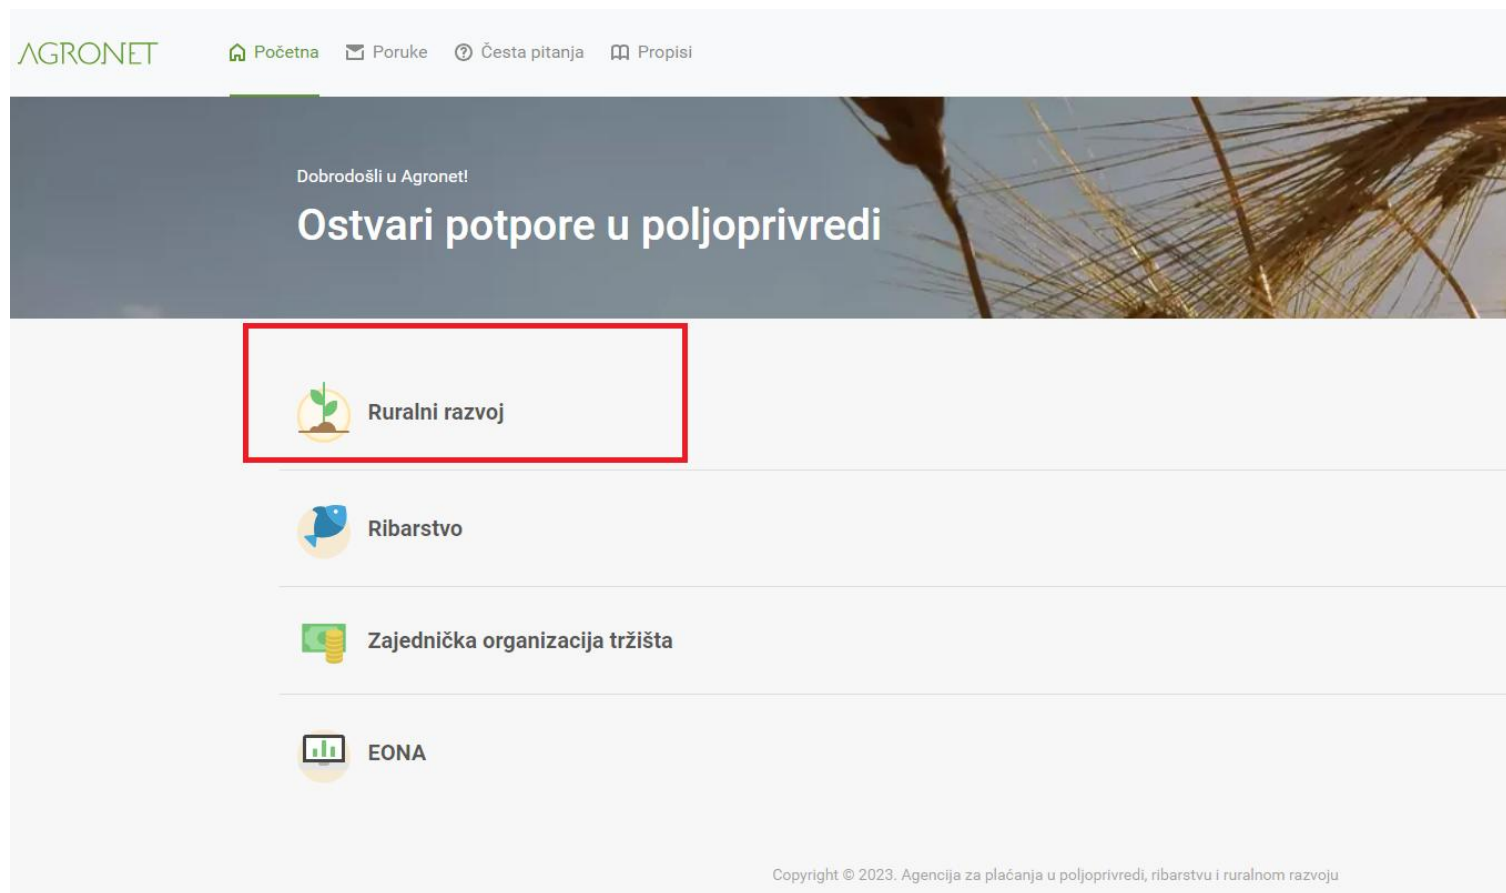 AGRONET
Početna Poruke Česta pitanja Propisi
Dobrodošli u Agronet!
Ostvari potpore u poljoprivredi
Ruralni razvoj
Ribarstvo
Zajednička organizacija tržišta
EONA
Copyright © 2023. Agencija za plaćanja u poljoprivredi, ribarstvu i ruralnom razvoju